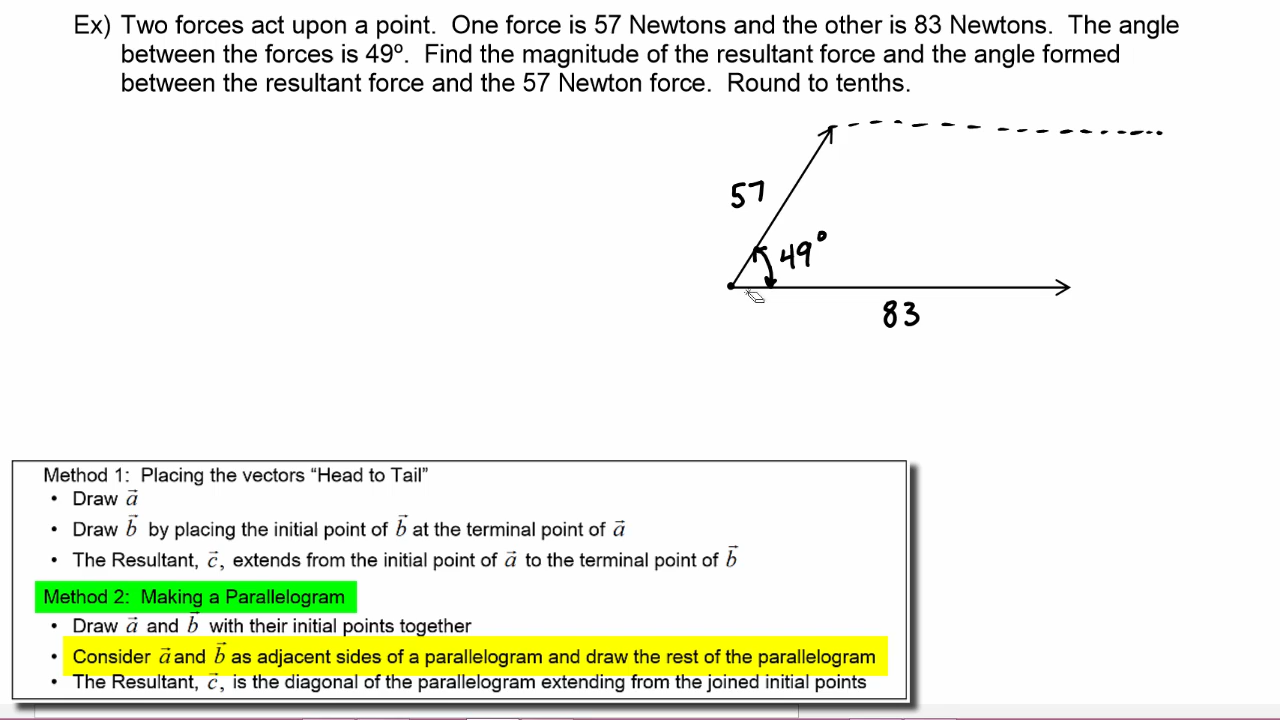 Ex) Two forces act upon a point. One force is 57 Newtons and the other is 83 Newtons. The angle
between the forces is 49º. Find the magnitude of the resultant force and the angle formed
between the resultant force and the 57 Newton force. Round to tenths.
57
49°
83
Method 1: Placing the vectors “Head to Tail”
• Draw a⃗
• Draw b⃗ by placing the initial point of b⃗ at the terminal point of a⃗
• The Resultant, c⃗, extends from the initial point of a⃗ to the terminal point of b⃗
Method 2: Making a Parallelogram
• Draw a⃗ and b⃗ with their initial points together
• Consider a⃗ and b⃗ as adjacent sides of a parallelogram and draw the rest of the parallelogram
• The Resultant, c⃗, is the diagonal of the parallelogram extending from the joined initial points